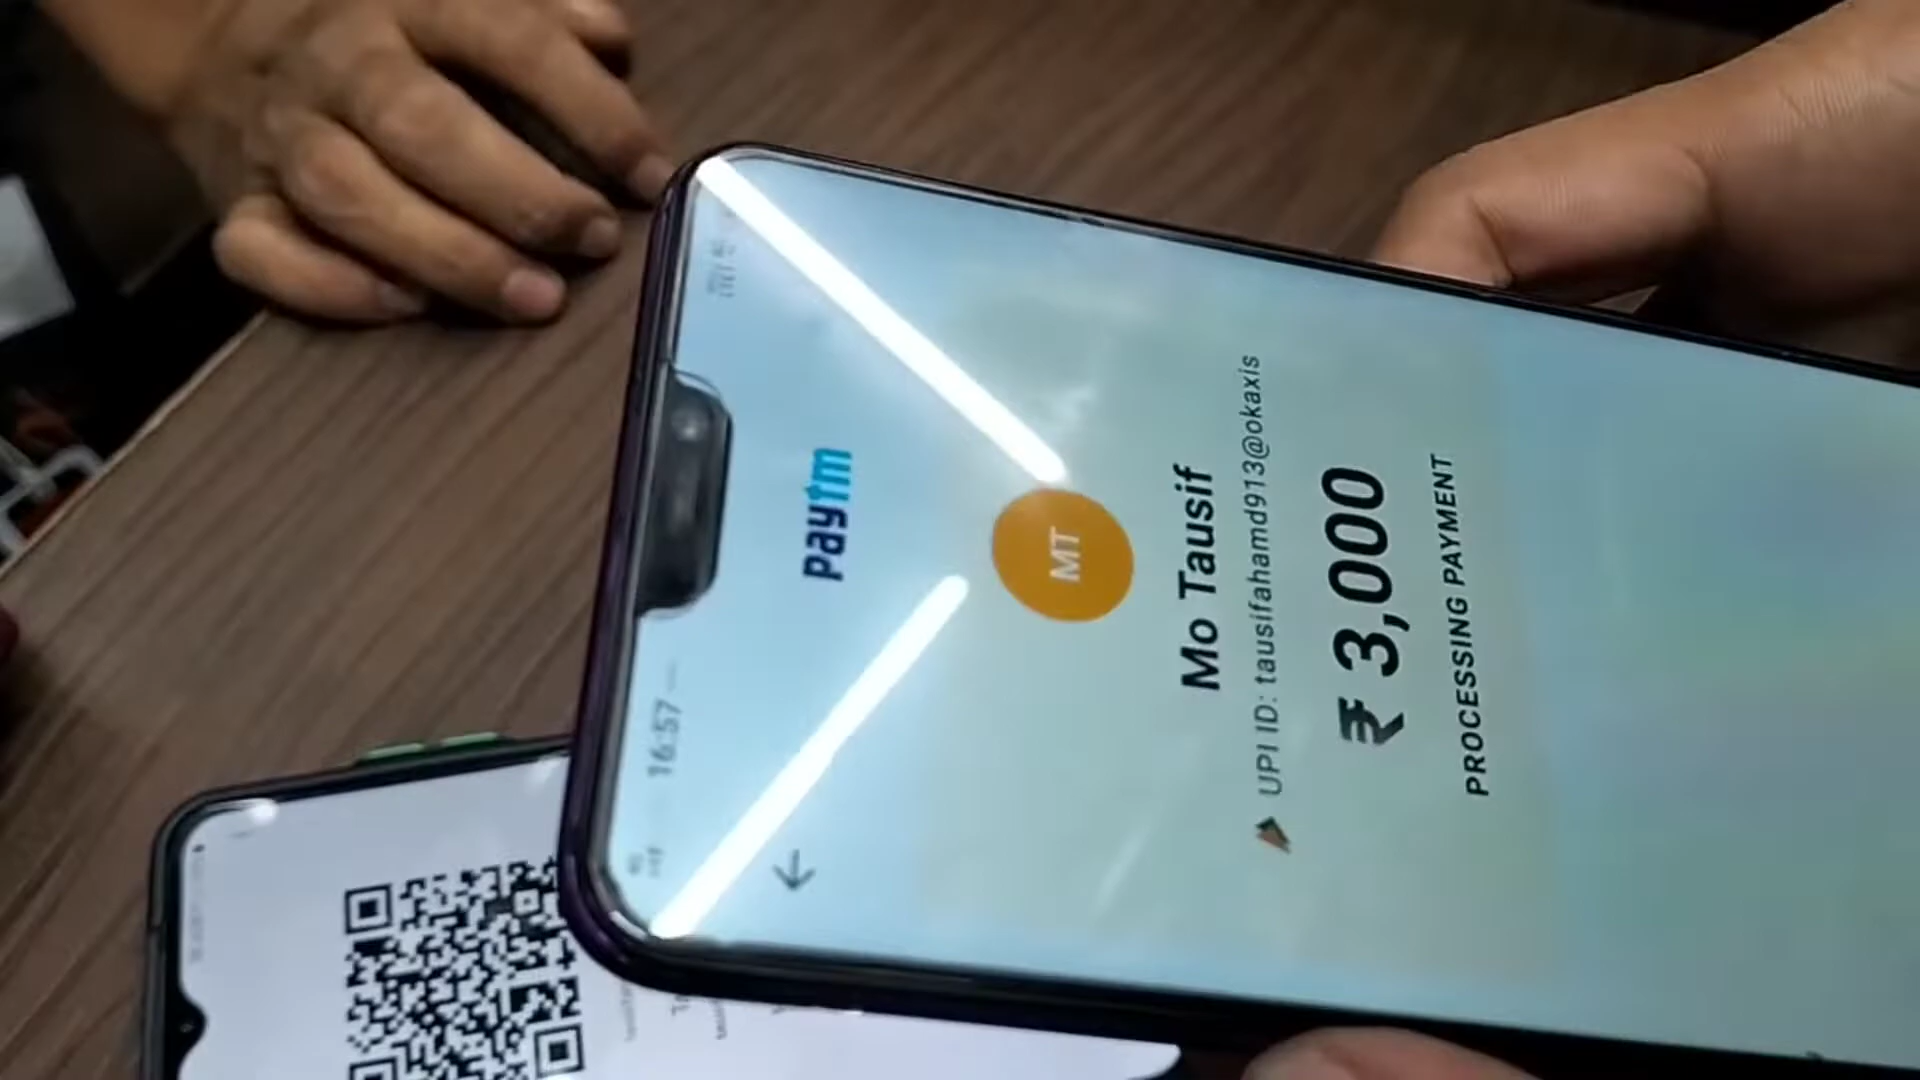 16:57
paytm
MT
Mo Tausif
UPI ID: tausifahamd913@okaxis
₹ 3,000
PROCESSING PAYMENT